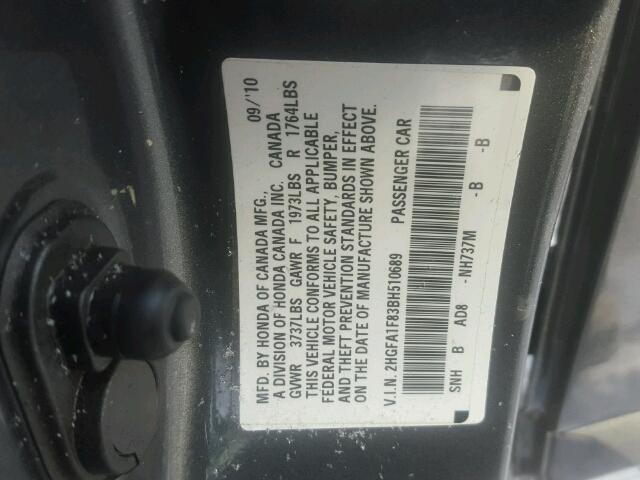 MFD. BY HONDA OF CANADA MFG., 09/'10
A DIVISION OF HONDA CANADA INC. CANADA
GVWR 3737LBS GAWR F 1973LBS R 1764LBS
THIS VEHICLE CONFORMS TO ALL APPLICABLE
FEDERAL MOTOR VEHICLE SAFETY, BUMPER,
AND THEFT PREVENTION STANDARDS IN EFFECT
ON THE DATE OF MANUFACTURE SHOWN ABOVE.
V.I.N. 2HGFA1F83BH510689 PASSENGER CAR
SNH B AD8 -NH737M -B -B